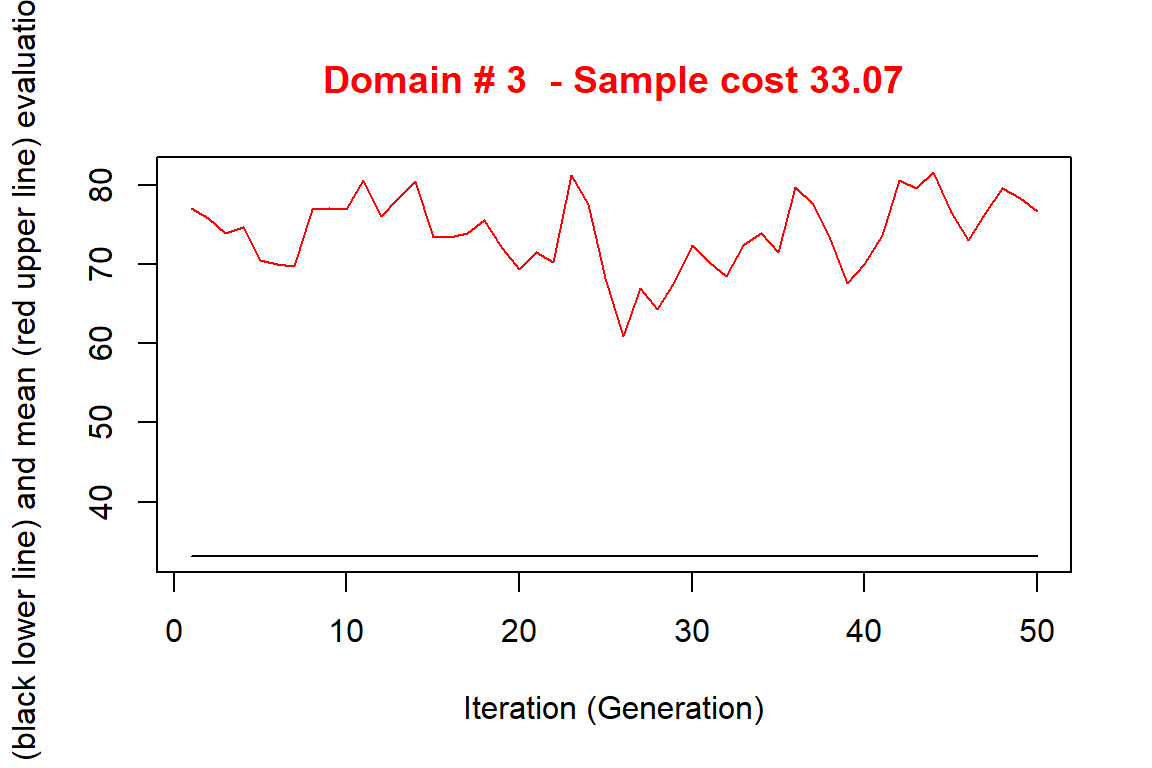 Domain # 3  - Sample cost 33.07
(black lower line) and mean (red upper line) evaluatio
80
70
60
50
40
0 10 20 30 40 50
Iteration (Generation)